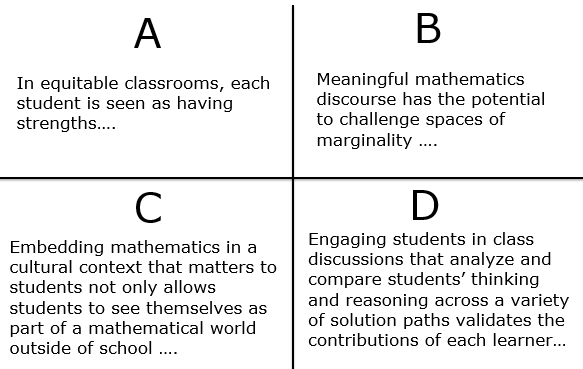 A
In equitable classrooms, each
student is seen as having
strengths....
B
Meaningful mathematics
discourse has the potential
to challenge spaces of
marginality ....
C
Embedding mathematics in a
cultural context that matters to
students not only allows
students to see themselves as
part of a mathematical world
outside of school ....
D
Engaging students in class
discussions that analyze and
compare students’ thinking
and reasoning across a variety
of solution paths validates the
contributions of each learner…